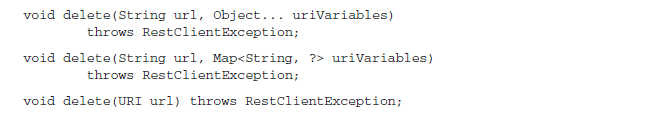 void delete(String url, Object... uriVariables)
throws RestClientException;
void delete(String url, Map<String, ?> uriVariables)
throws RestClientException;
void delete(URI url) throws RestClientException;